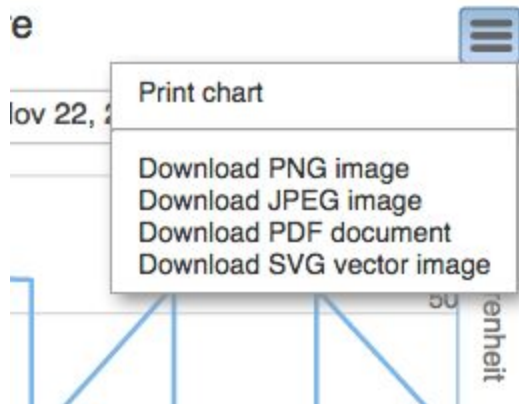 e
lov 22, 2
Print chart
Download PNG image
Download JPEG image
Download PDF document
Download SVG vector image
50
renheit